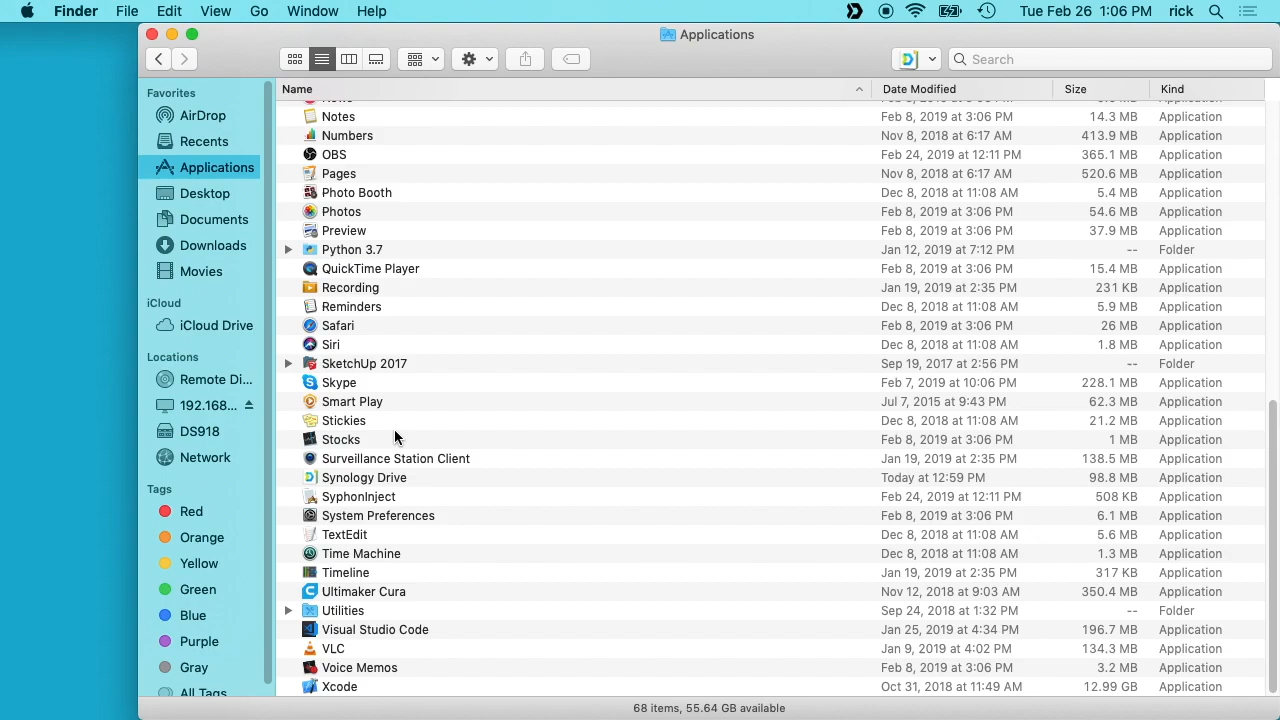 Finder File Edit View Go Window Help Tue Feb 26 1:06 PM rick
Applications
Search
Favorites
AirDrop
Recents
Applications
Desktop
Documents
Downloads
Movies
iCloud
iCloud Drive
Locations
Remote Di...
192.168...
DS918
Network
Tags
Red
Orange
Yellow
Green
Blue
Purple
Gray
All Tags
Name Date Modified Size Kind
Notes Feb 8, 2019 at 3:06 PM 14.3 MB Application
Numbers Nov 8, 2018 at 6:17 AM 413.9 MB Application
OBS Feb 24, 2019 at 12:11 PM 365.1 MB Application
Pages Nov 8, 2018 at 6:17 AM 520.6 MB Application
Photo Booth Dec 8, 2018 at 11:08 AM 5.4 MB Application
Photos Feb 8, 2019 at 3:06 PM 54.6 MB Application
Preview Feb 8, 2019 at 3:06 PM 37.9 MB Application
Python 3.7 Jan 12, 2019 at 7:12 PM -- Folder
QuickTime Player Feb 8, 2019 at 3:06 PM 15.4 MB Application
Recording Jan 19, 2019 at 2:35 PM 231 KB Application
Reminders Dec 8, 2018 at 11:08 AM 5.9 MB Application
Safari Feb 8, 2019 at 3:06 PM 26 MB Application
Siri Dec 8, 2018 at 11:08 AM 1.8 MB Application
SketchUp 2017 Sep 19, 2017 at 2:56 PM -- Folder
Skype Feb 7, 2019 at 10:06 PM 228.1 MB Application
Smart Play Jul 7, 2015 at 9:43 PM 62.3 MB Application
Stickies Dec 8, 2018 at 11:08 AM 21.2 MB Application
Stocks Feb 8, 2019 at 3:06 PM 1 MB Application
Surveillance Station Client Jan 19, 2019 at 2:35 PM 138.5 MB Application
Synology Drive Today at 12:59 PM 98.8 MB Application
SyphonInject Feb 24, 2019 at 12:11 PM 508 KB Application
System Preferences Feb 8, 2019 at 3:06 PM 6.1 MB Application
TextEdit Dec 8, 2018 at 11:08 AM 5.6 MB Application
Time Machine Dec 8, 2018 at 11:08 AM 1.3 MB Application
Timeline Jan 19, 2019 at 2:35 PM 317 KB Application
Ultimaker Cura Nov 12, 2018 at 9:03 AM 350.4 MB Application
Utilities Sep 24, 2018 at 1:32 PM -- Folder
Visual Studio Code Jan 25, 2019 at 4:34 PM 196.7 MB Application
VLC Jan 9, 2019 at 4:02 PM 134.3 MB Application
Voice Memos Feb 8, 2019 at 3:06 PM 3.2 MB Application
Xcode Oct 31, 2018 at 11:49 AM 12.99 GB Application
68 items, 55.64 GB available